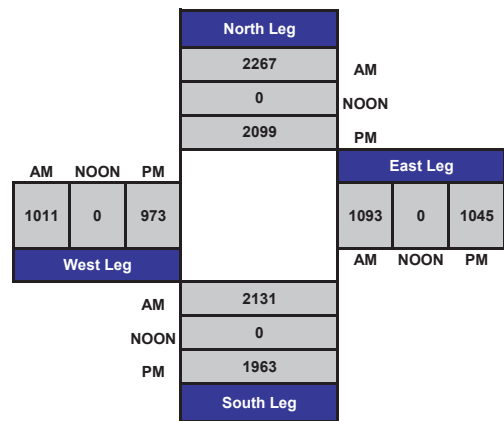 North Leg
2267 AM
0 NOON
2099 PM
AM NOON PM
East Leg
1011 0 973
1093 0 1045
West Leg
AM NOON PM
AM 2131
NOON 0
PM 1963
South Leg